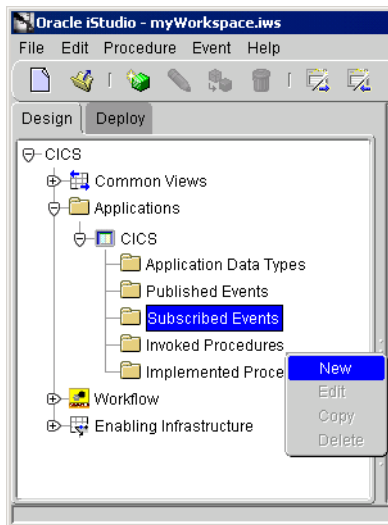 Oracle iStudio - myWorkspace.iws
File Edit Procedure Event Help
Design Deploy
CICS
Common Views
Applications
CICS
Application Data Types
Published Events
Subscribed Events
Invoked Procedures
Implemented Proce
New
Edit
Copy
Delete
Workflow
Enabling Infrastructure